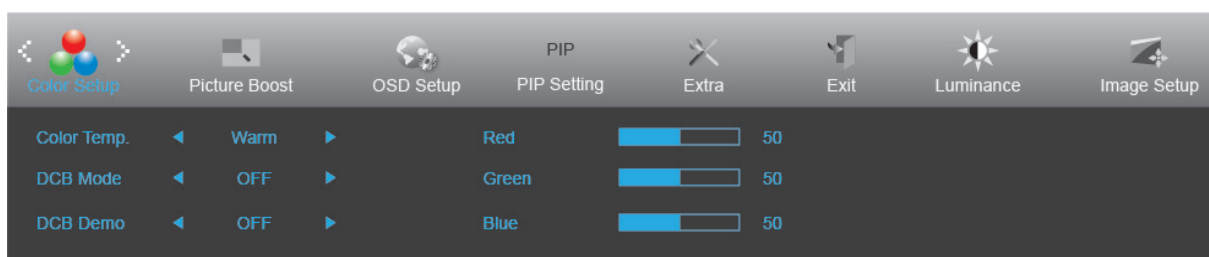 PIP
Color Setup Picture Boost OSD Setup PIP Setting Extra Exit Luminance Image Setup
Color Temp. Warm Red 50
DCB Mode OFF Green 50
DCB Demo OFF Blue 50